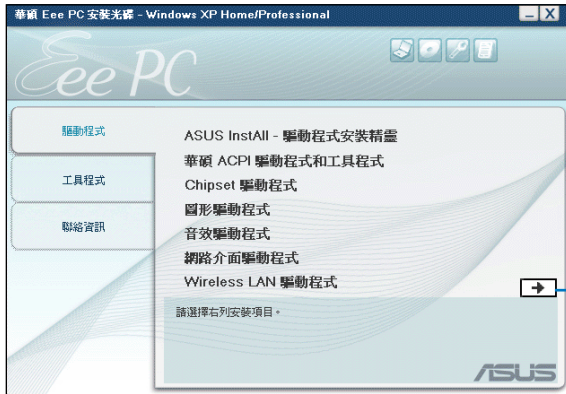 華碩 Eee PC 安裝光碟 - Windows XP Home/Professional
Eee PC
驅動程式
工具程式
聯絡資訊
ASUS InstAll - 驅動程式安裝精靈
華碩 ACPI 驅動程式和工具程式
Chipset 驅動程式
圖形驅動程式
音效驅動程式
網路介面驅動程式
Wireless LAN 驅動程式
請選擇右列安裝項目。
ASUS